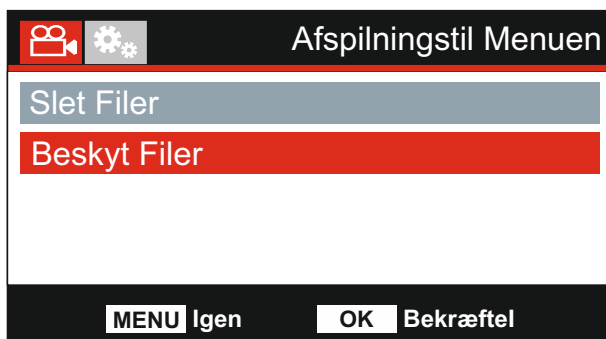 Afspilningstil Menuen
Slet Filer
Beskyt Filer
MENU Igen OK Bekræftel